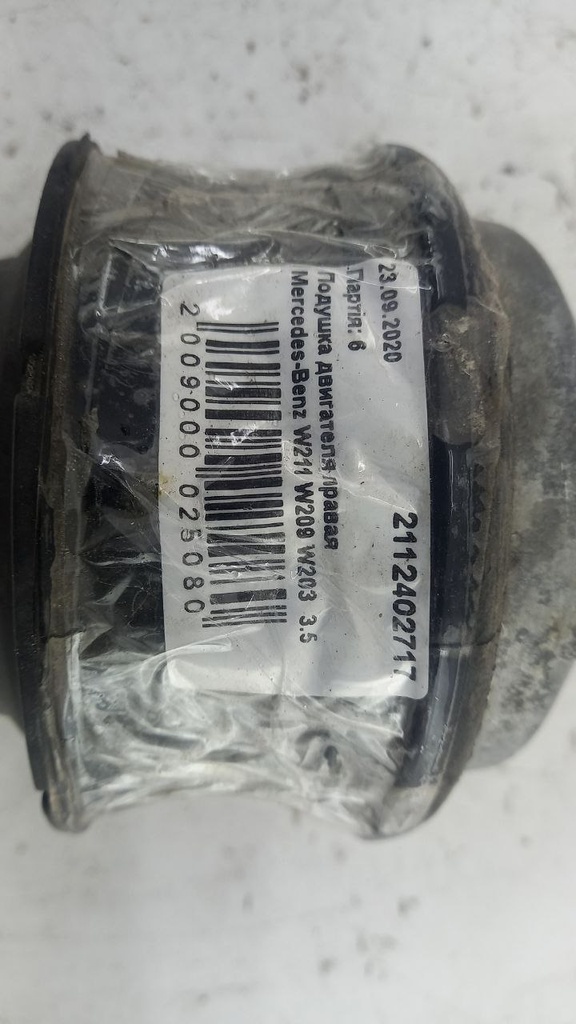 23.09.2020
2112402717
.Партія: 6
Подушка двигателя правая
Mercedes-Benz W211 W209 W203 3.5
2 009000 025080